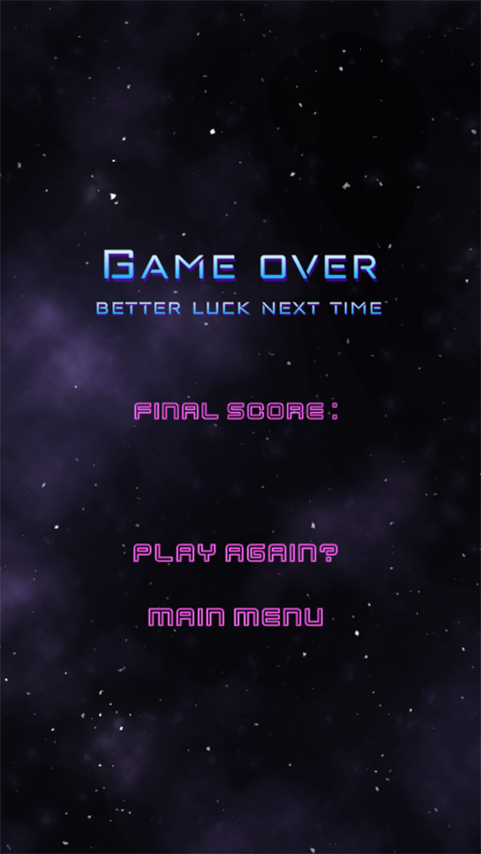 Game over
better luck next time
Final Score :
Play Again?
Main Menu